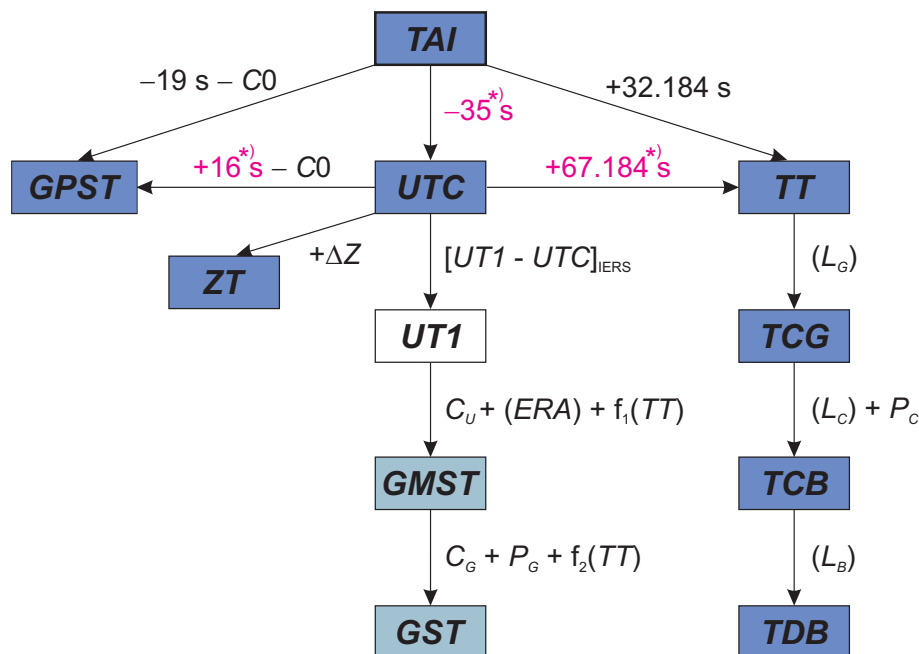 TAI
−19 s − C0
−35*) s
+32.184 s
GPST
+16*) s − C0
UTC
+67.184*) s
TT
ZT
+ΔZ
[UT1 - UTC]IERS
(LG)
UT1
TCG
CU + (ERA) + f1(TT)
(LC) + PC
GMST
TCB
CG + PG + f2(TT)
(LB)
GST
TDB